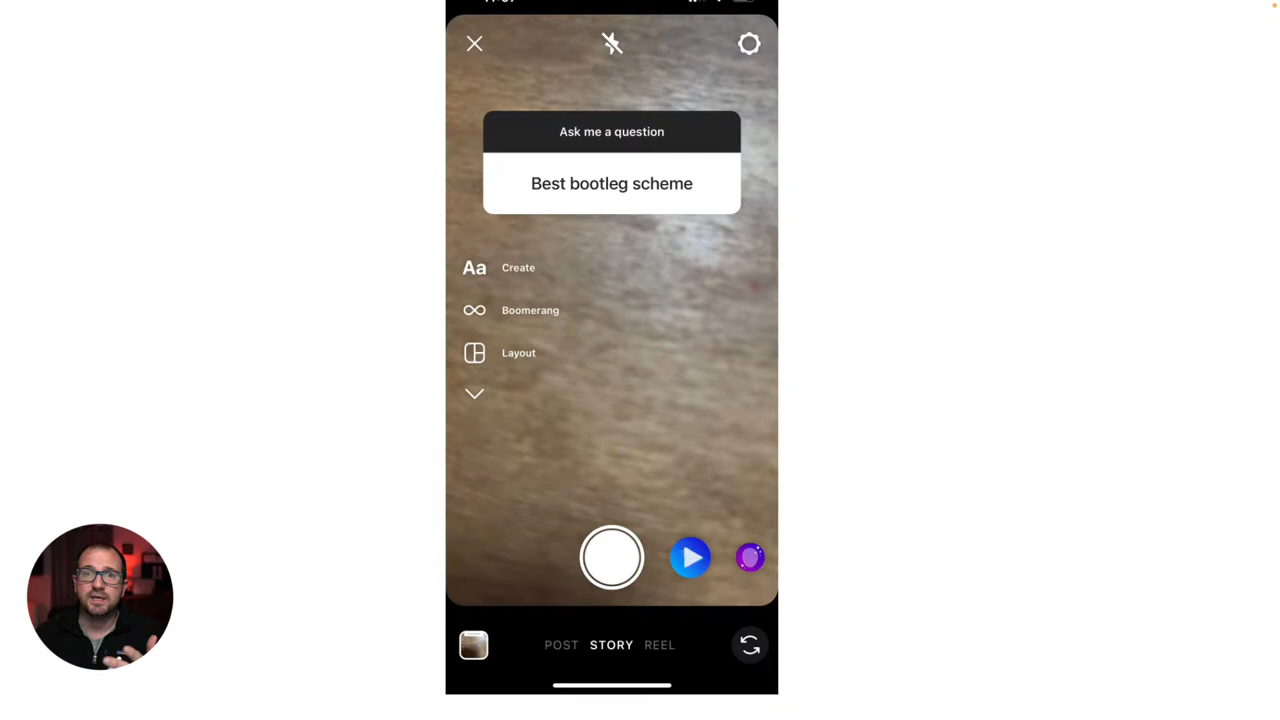 Ask me a question
Best bootleg scheme
Aa Create
Boomerang
Layout
POST STORY REEL